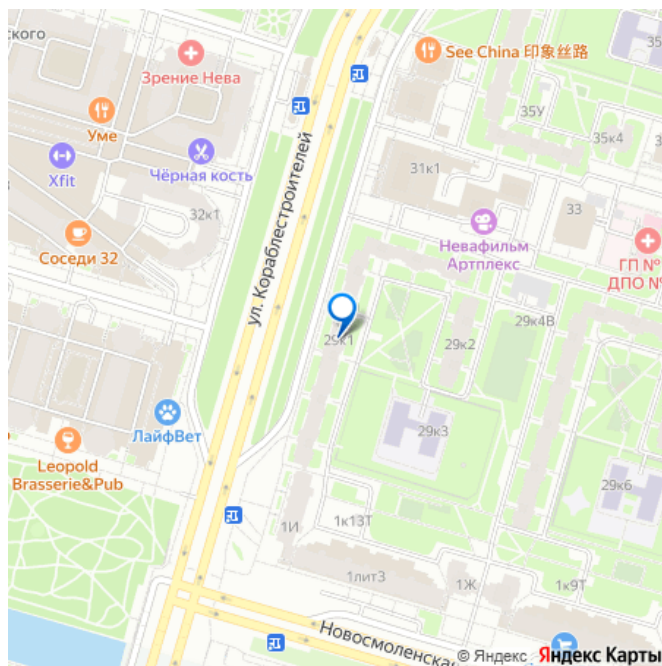 ского
Зрение Нева
See China 印象丝路
35
Уме
35У
35к4
Xfit
Чёрная кость
31к1
ул. Кораблестроителей
32к1
33
Невафильм
Артплекс
Соседи 32
ГП №
ДПО №
29к4В
29к1
29к2
ЛайфВет
29к3
Leopold
Brasserie&Pub
29к6
1И
1к13Т
1лит3
1Ж
1к9Т
Новосмоленская
© Яндекс Яндекс Карты